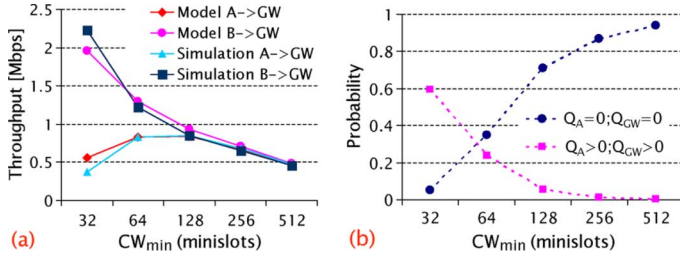 2.5
2
1.5
1
0.5
0
Throughput [Mbps]
Model A->GW
Model B->GW
Simulation A->GW
Simulation B->GW
32 64 128 256 512
(a) CWmin (minislots)
1
0.8
0.6
0.4
0.2
0
Probability
QA=0;QGW=0
QA>0;QGW>0
32 64 128 256 512
(b) CWmin (minislots)